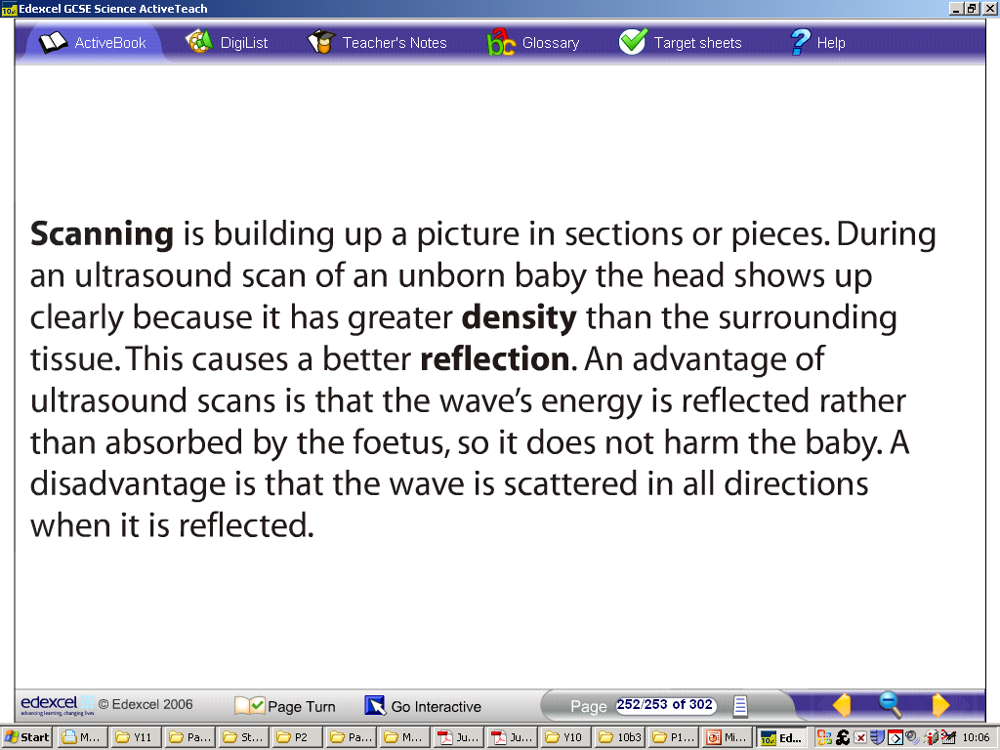 Edexcel GCSE Science ActiveTeach
ActiveBook DigiList Teacher's Notes Glossary Target sheets Help
Scanning is building up a picture in sections or pieces. During
an ultrasound scan of an unborn baby the head shows up
clearly because it has greater density than the surrounding
tissue. This causes a better reflection. An advantage of
ultrasound scans is that the wave's energy is reflected rather
than absorbed by the foetus, so it does not harm the baby. A
disadvantage is that the wave is scattered in all directions
when it is reflected.
edexcel © Edexcel 2006 Page Turn Go Interactive Page 252/253 of 302
advancing learning, changing lives
Start M... Y11 Pa... St... P2 Pa... M... Ju... Ju... Y10 10b3 P1... Mi... Ed... 10:06